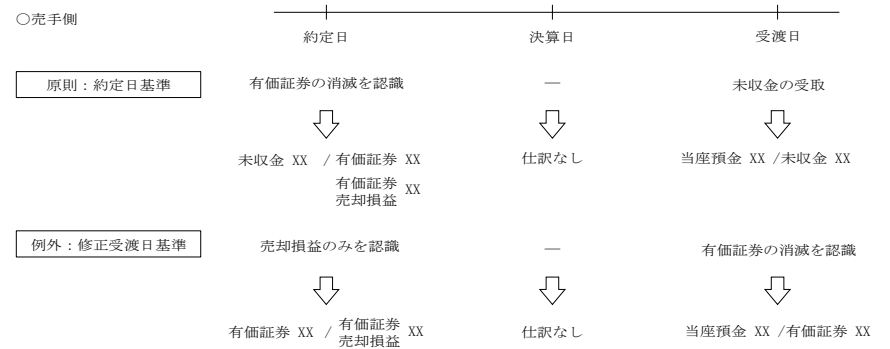 ○売手側
約定日 決算日 受渡日
原則：約定日基準 有価証券の消滅を認識 ― 未収金の受取
未収金 XX / 有価証券 XX 仕訳なし 当座預金 XX /未収金 XX
有価証券
売却損益 XX
例外：修正受渡日基準 売却損益のみを認識 ― 有価証券の消滅を認識
有価証券 XX / 有価証券
売却損益 XX 仕訳なし 当座預金 XX /有価証券 XX